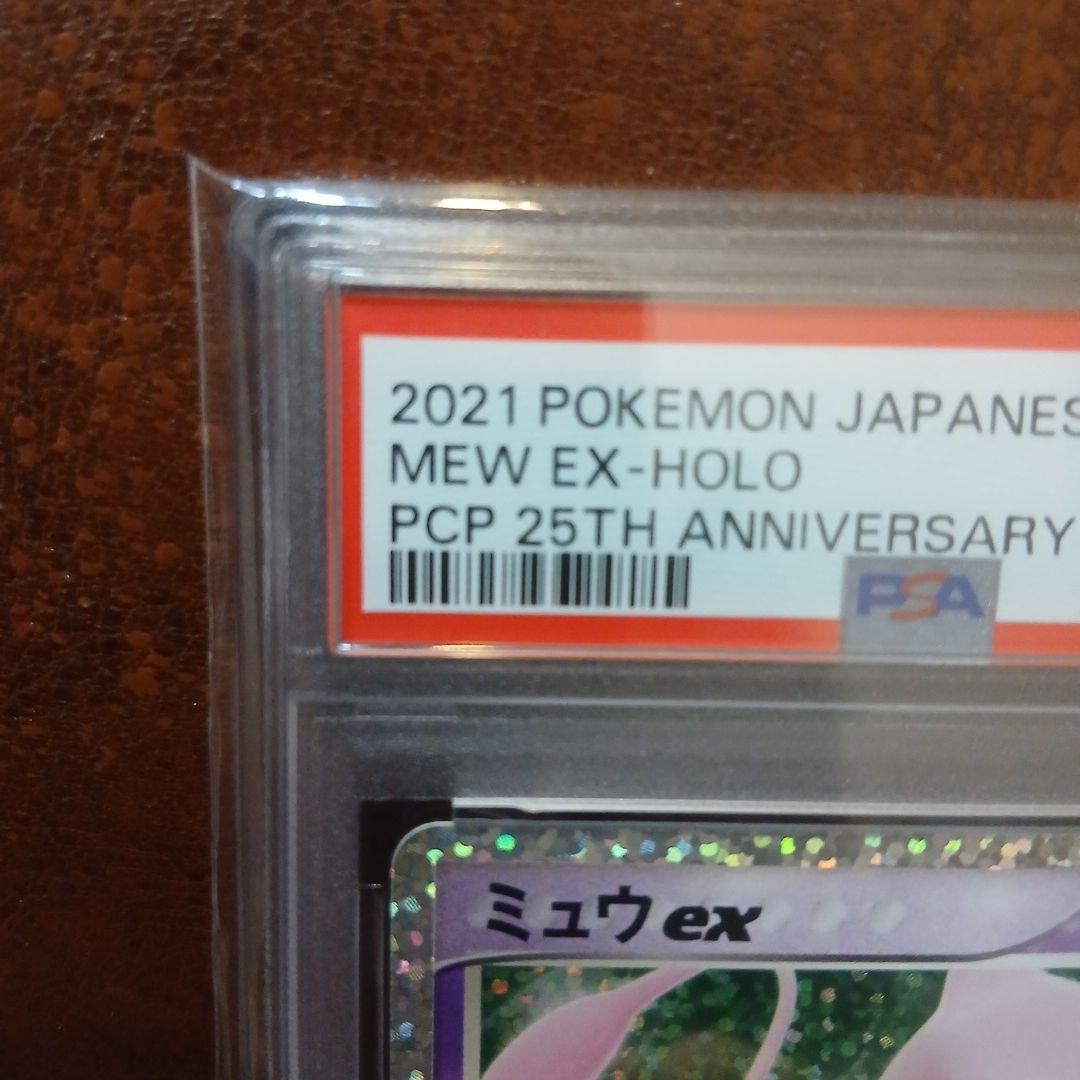 2021 POKEMON JAPANES
MEW EX-HOLO
PCP 25TH ANNIVERSARY
PSA
ミュウex